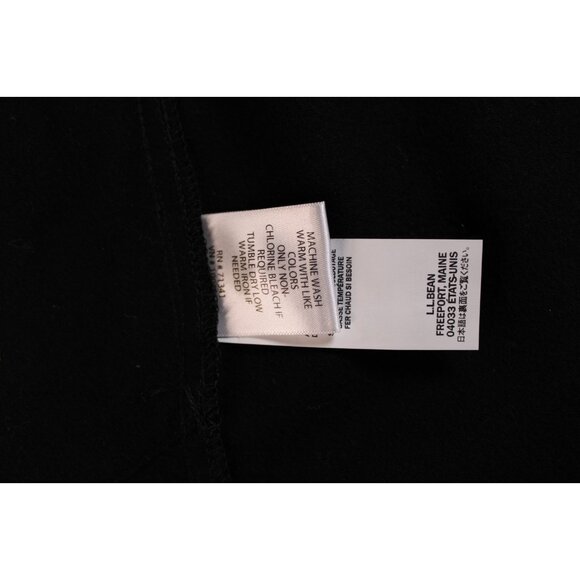 MACHINE WASH
WARM WITH LIKE
COLORS
ONLY NON-
CHLORINE BLEACH IF
REQUIRED
TUMBLE DRY LOW
WARM IRON IF
NEEDED
RN # 71341
FER CHAUD SI BESOIN
L.L.BEAN
FREEPORT, MAINE
04033 ETATS-UNIS
日本語は裏面をご覧ください。